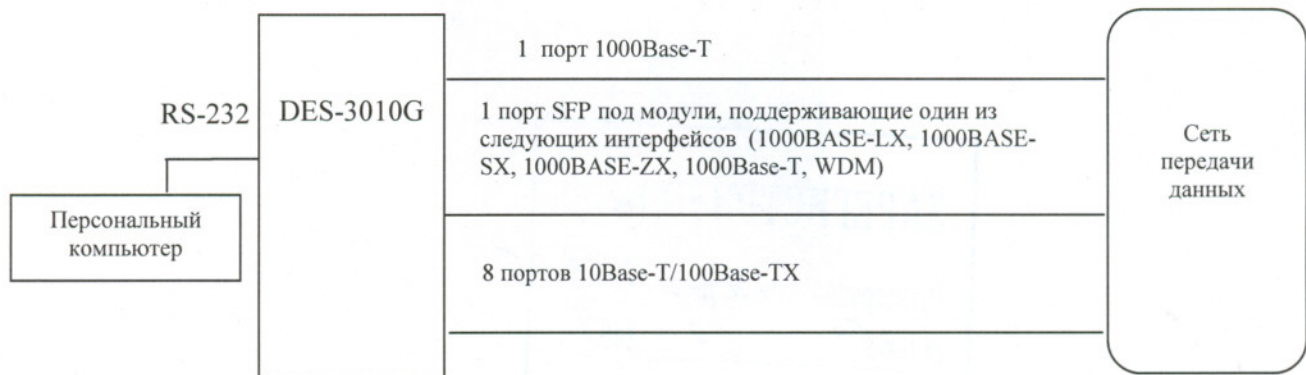 1 порт 1000Base-T
RS-232
DES-3010G
1 порт SFP под модули, поддерживающие один из
следующих интерфейсов (1000BASE-LX, 1000BASE-
SX, 1000BASE-ZX, 1000Base-T, WDM)
Сеть
передачи
данных
Персональный
компьютер
8 портов 10Base-T/100Base-TX